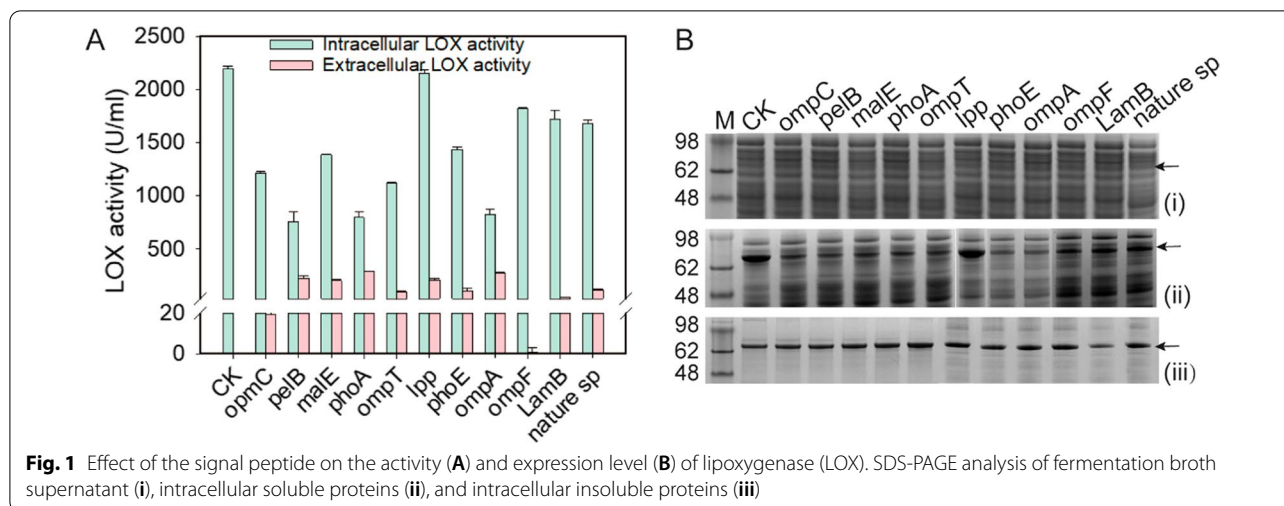 A
2500
2000
1500
1000
500
20
0
LOX activity (U/ml)
Intracellular LOX activity
Extracellular LOX activity
CK
opmC
pelB
malE
phoA
ompT
lpp
phoE
ompA
ompF
LamB
nature sp
B
M
CK
ompC
pelB
malE
phoA
ompT
lpp
phoE
ompA
ompF
LamB
nature sp
98
62
48
(i)
98
62
48
(ii)
98
62
48
(iii)
Fig. 1 Effect of the signal peptide on the activity (A) and expression level (B) of lipoxygenase (LOX). SDS-PAGE analysis of fermentation broth
supernatant (i), intracellular soluble proteins (ii), and intracellular insoluble proteins (iii)